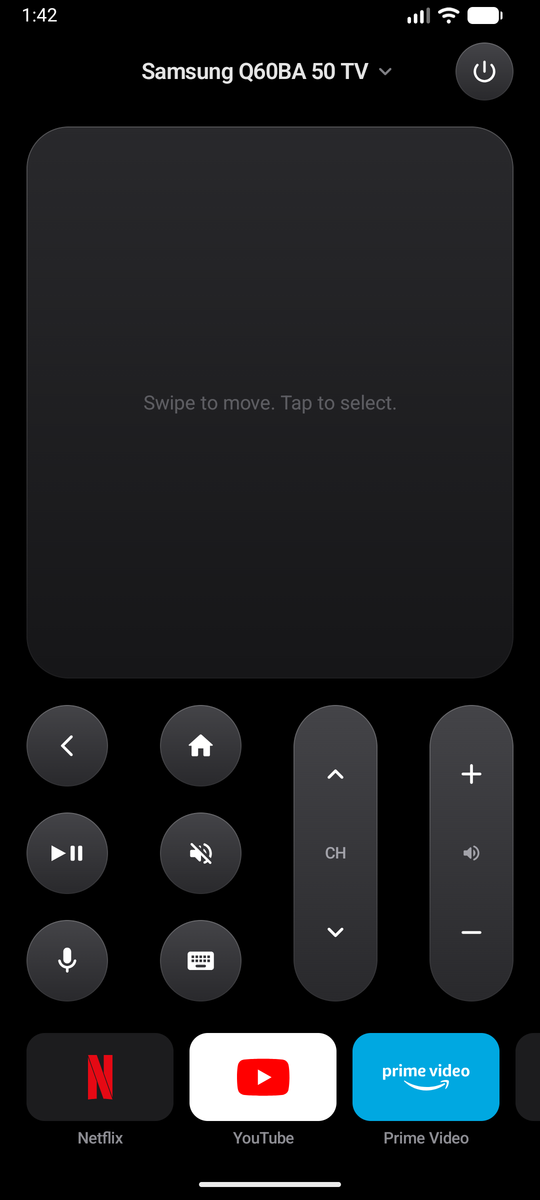 1:42
Samsung Q60BA 50 TV
Swipe to move. Tap to select.
CH
prime video
Netflix
YouTube
Prime Video